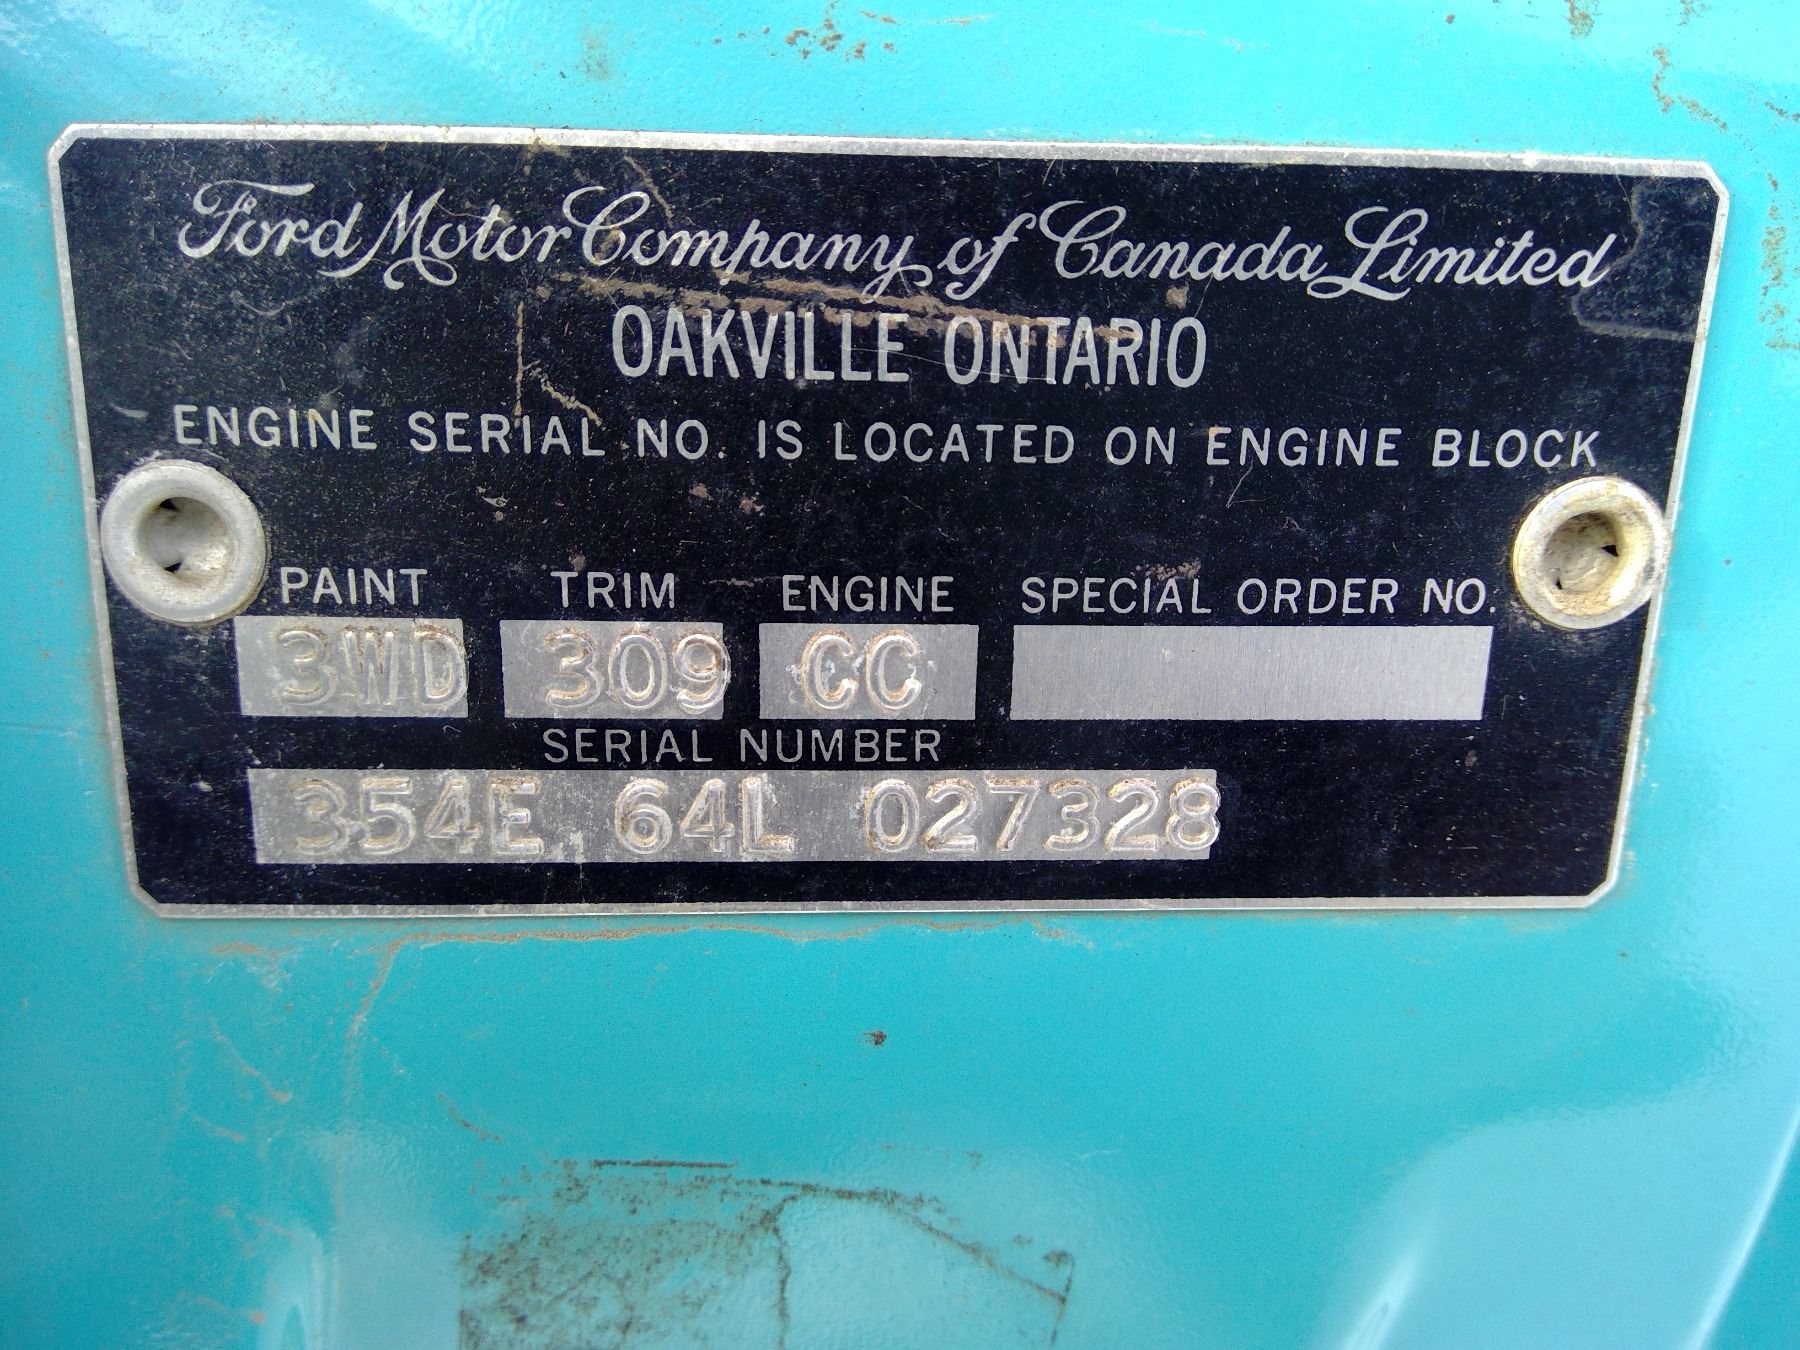 Ford Motor Company of Canada Limited
OAKVILLE ONTARIO
ENGINE SERIAL NO. IS LOCATED ON ENGINE BLOCK
PAINT TRIM ENGINE SPECIAL ORDER NO.
3WD 309 CC
SERIAL NUMBER
354E 64L 027328